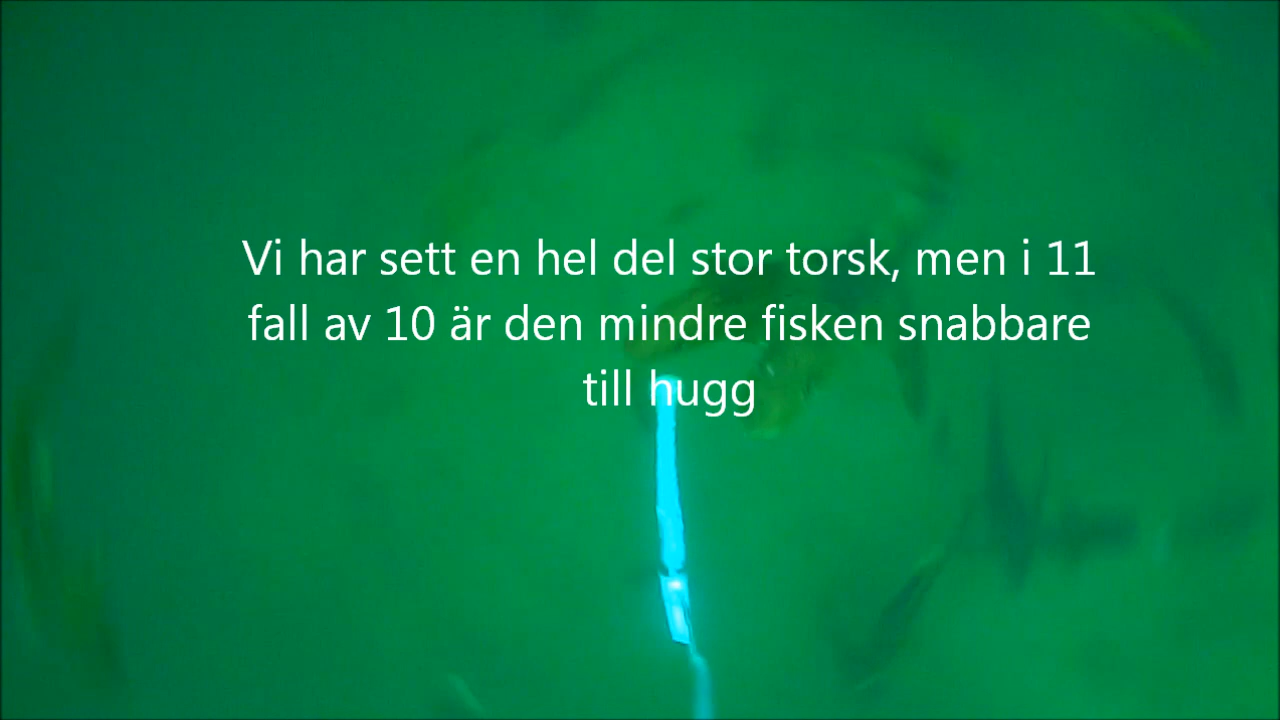 Vi har sett en hel del stor torsk, men i 11
fall av 10 är den mindre fisken snabbare
till hugg